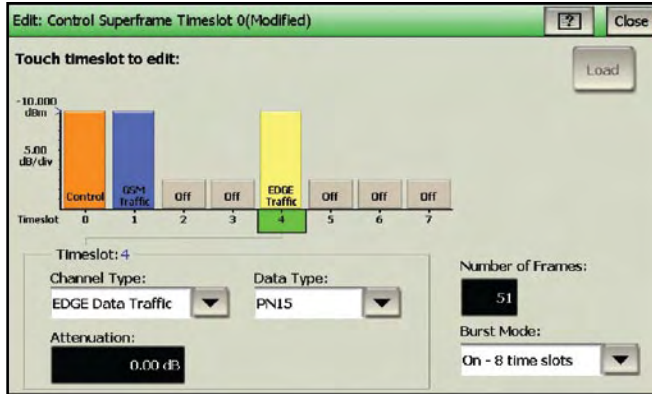 Edit: Control Superframe Timeslot 0(Modified)
?
Close
Touch timeslot to edit:
Load
-10.000
dBm
5.00
dB/div
Control
GSM
Traffic
Off
Off
EDGE
Traffic
Off
Off
Off
Timeslot 0 1 2 3 4 5 6 7
Timeslot: 4
Channel Type:
Data Type:
EDGE Data Traffic
PN15
Attenuation:
0.00 dB
Number of Frames:
51
Burst Mode:
On - 8 time slots